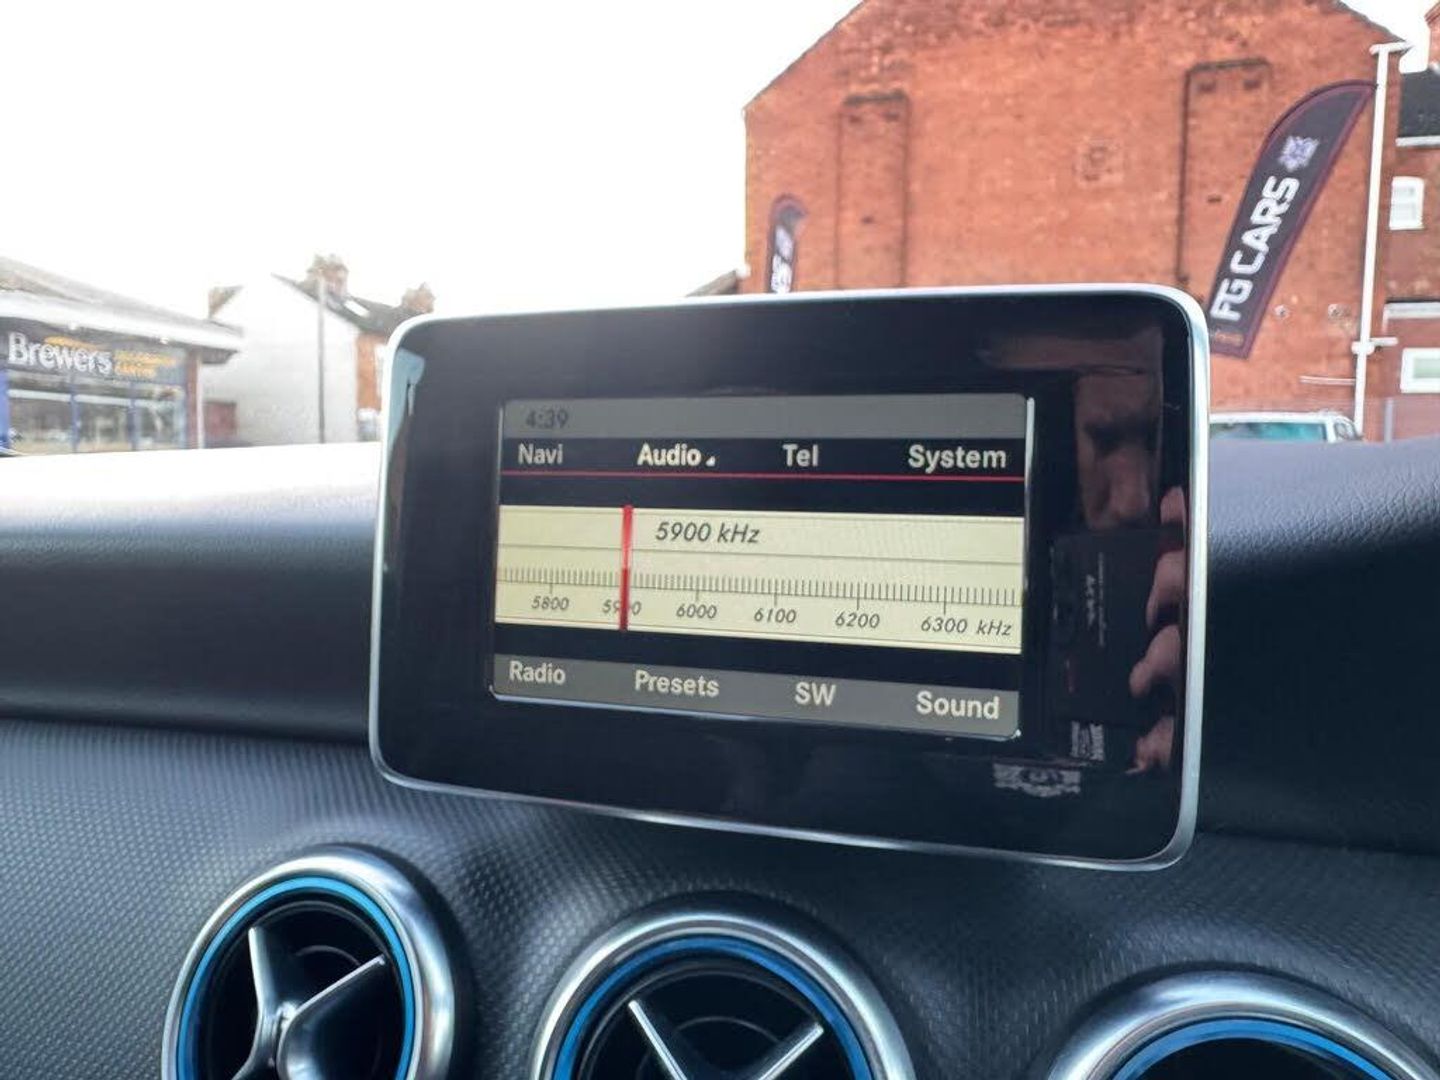 FG CARS
Brewers
4:39
Navi Audio Tel System
5900 kHz
5800 5900 6000 6100 6200 6300 kHz
Radio Presets SW Sound